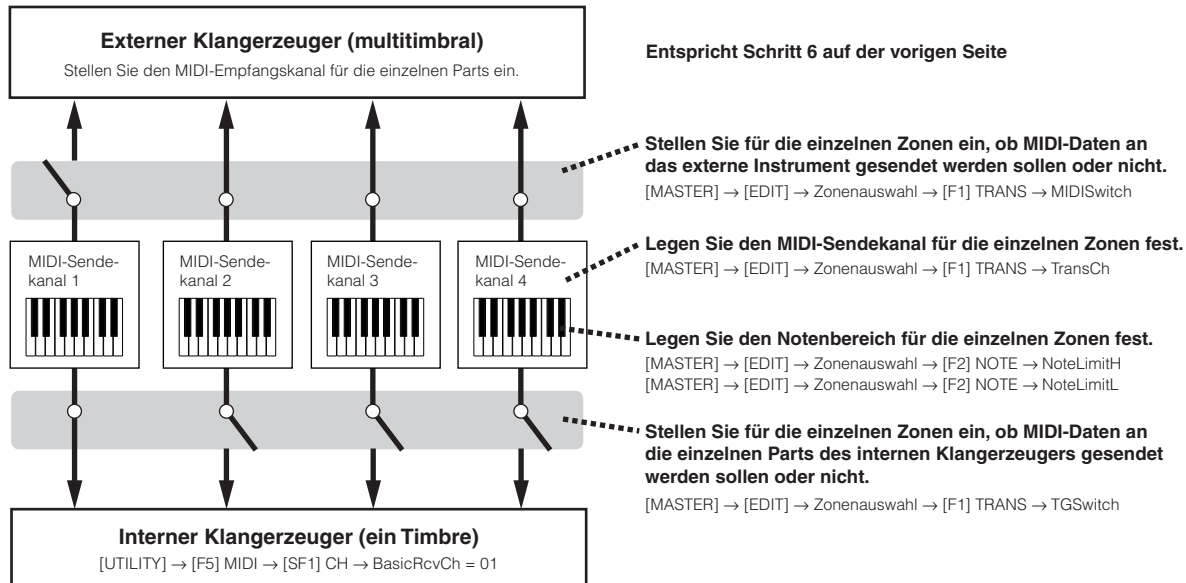 Externer Klangerzeuger (multitimbral)
Stellen Sie den MIDI-Empfangskanal für die einzelnen Parts ein.
Entspricht Schritt 6 auf der vorigen Seite
Stellen Sie für die einzelnen Zonen ein, ob MIDI-Daten an
das externe Instrument gesendet werden sollen oder nicht.
[MASTER] → [EDIT] → Zonenauswahl → [F1] TRANS → MIDISwitch
MIDI-Sende-
kanal 1
MIDI-Sende-
kanal 2
MIDI-Sende-
kanal 3
MIDI-Sende-
kanal 4
Legen Sie den MIDI-Sendekanal für die einzelnen Zonen fest.
[MASTER] → [EDIT] → Zonenauswahl → [F1] TRANS → TransCh
Legen Sie den Notenbereich für die einzelnen Zonen fest.
[MASTER] → [EDIT] → Zonenauswahl → [F2] NOTE → NoteLimitH
[MASTER] → [EDIT] → Zonenauswahl → [F2] NOTE → NoteLimitL
Stellen Sie für die einzelnen Zonen ein, ob MIDI-Daten an
die einzelnen Parts des internen Klangerzeugers gesendet
werden sollen oder nicht.
[MASTER] → [EDIT] → Zonenauswahl → [F1] TRANS → TGSwitch
Interner Klangerzeuger (ein Timbre)
[UTILITY] → [F5] MIDI → [SF1] CH → BasicRcvCh = 01